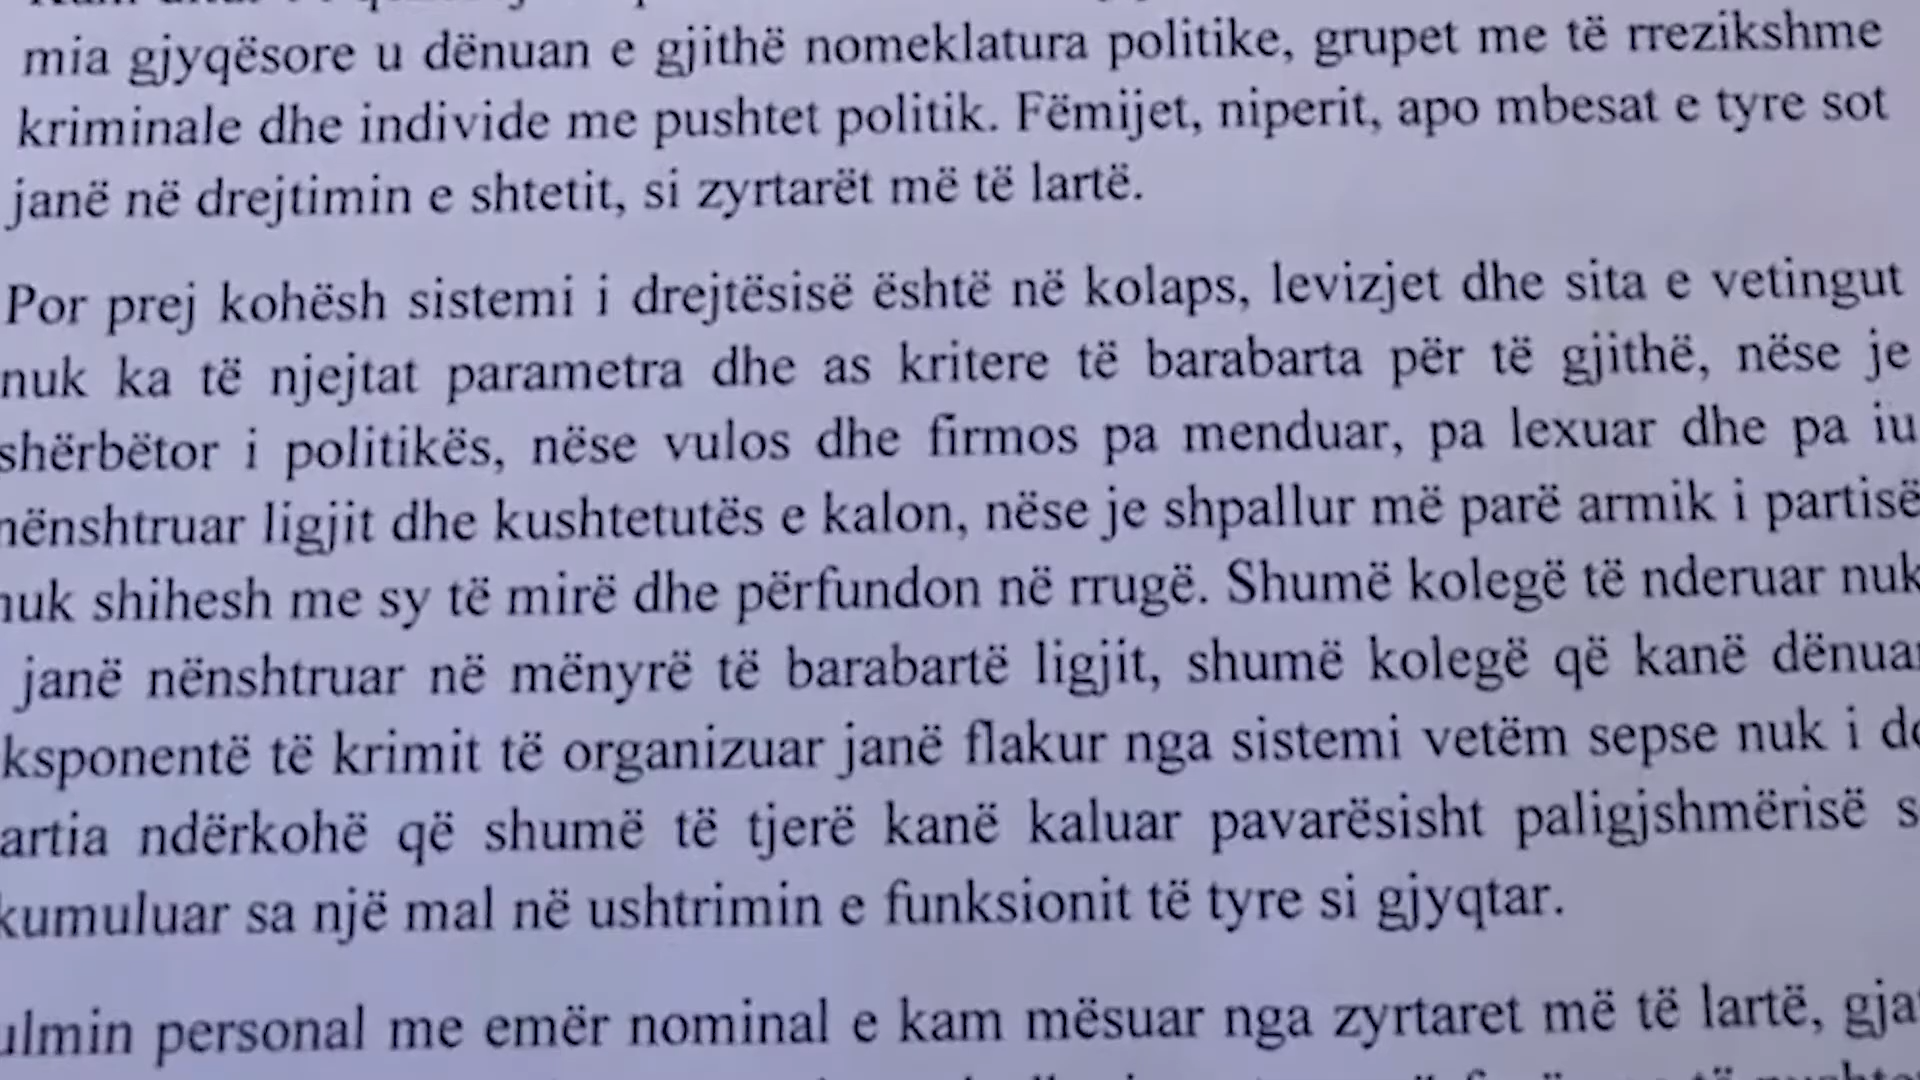 mia gjyqësore u dënuan e gjithë nomeklatura politike, grupet me të rrezikshme
kriminale dhe individe me pushtet politik. Fëmijet, niperit, apo mbesat e tyre sot
janë në drejtimin e shtetit, si zyrtarët më të lartë.
Por prej kohësh sistemi i drejtësisë është në kolaps, levizjet dhe sita e vetingut
nuk ka të njejtat parametra dhe as kritere të barabarta për të gjithë, nëse je
shërbëtor i politikës, nëse vulos dhe firmos pa menduar, pa lexuar dhe pa iu
nënshtruar ligjit dhe kushtetutës e kalon, nëse je shpallur më parë armik i partisë
nuk shihesh me sy të mirë dhe përfundon në rrugë. Shumë kolegë të nderuar nuk
janë nënshtruar në mënyrë të barabartë ligjit, shumë kolegë që kanë dënuar
ksponentë të krimit të organizuar janë flakur nga sistemi vetëm sepse nuk i
artia ndërkohë që shumë të tjerë kanë kaluar pavarësisht paligjshmërisë
kumuluar sa një mal në ushtrimin e funksionit të tyre si gjyqtar.
ulmin personal me emër nominal e kam mësuar nga zyrtaret më të lartë,